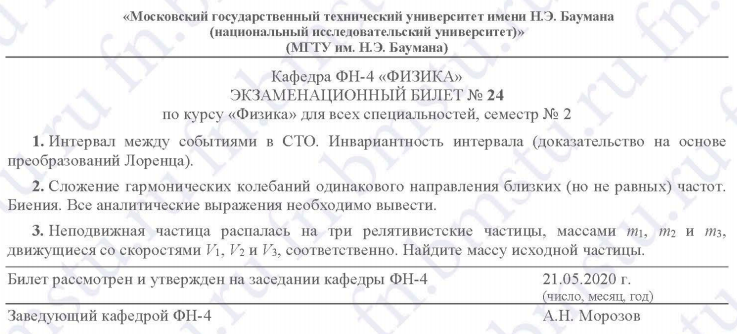 «Московский государственный технический университет имени Н.Э. Баумана
(национальный исследовательский университет)»
(МГТУ им. Н.Э. Баумана)
Кафедра ФН-4 «ФИЗИКА»
ЭКЗАМЕНАЦИОННЫЙ БИЛЕТ № 24
по курсу «Физика» для всех специальностей, семестр № 2
1. Интервал между событиями в СТО. Инвариантность интервала (доказательство на основе
преобразований Лоренца).
2. Сложение гармонических колебаний одинакового направления близких (но не равных) частот.
Биения. Все аналитические выражения необходимо вывести.
3. Неподвижная частица распалась на три релятивистские частицы, массами m₁, m₂ и m₃,
движущиеся со скоростями V₁, V₂ и V₃, соответственно. Найдите массу исходной частицы.
Билет рассмотрен и утвержден на заседании кафедры ФН-4 21.05.2020 г.
(число, месяц, год)
Заведующий кафедрой ФН-4 А.Н. Морозов